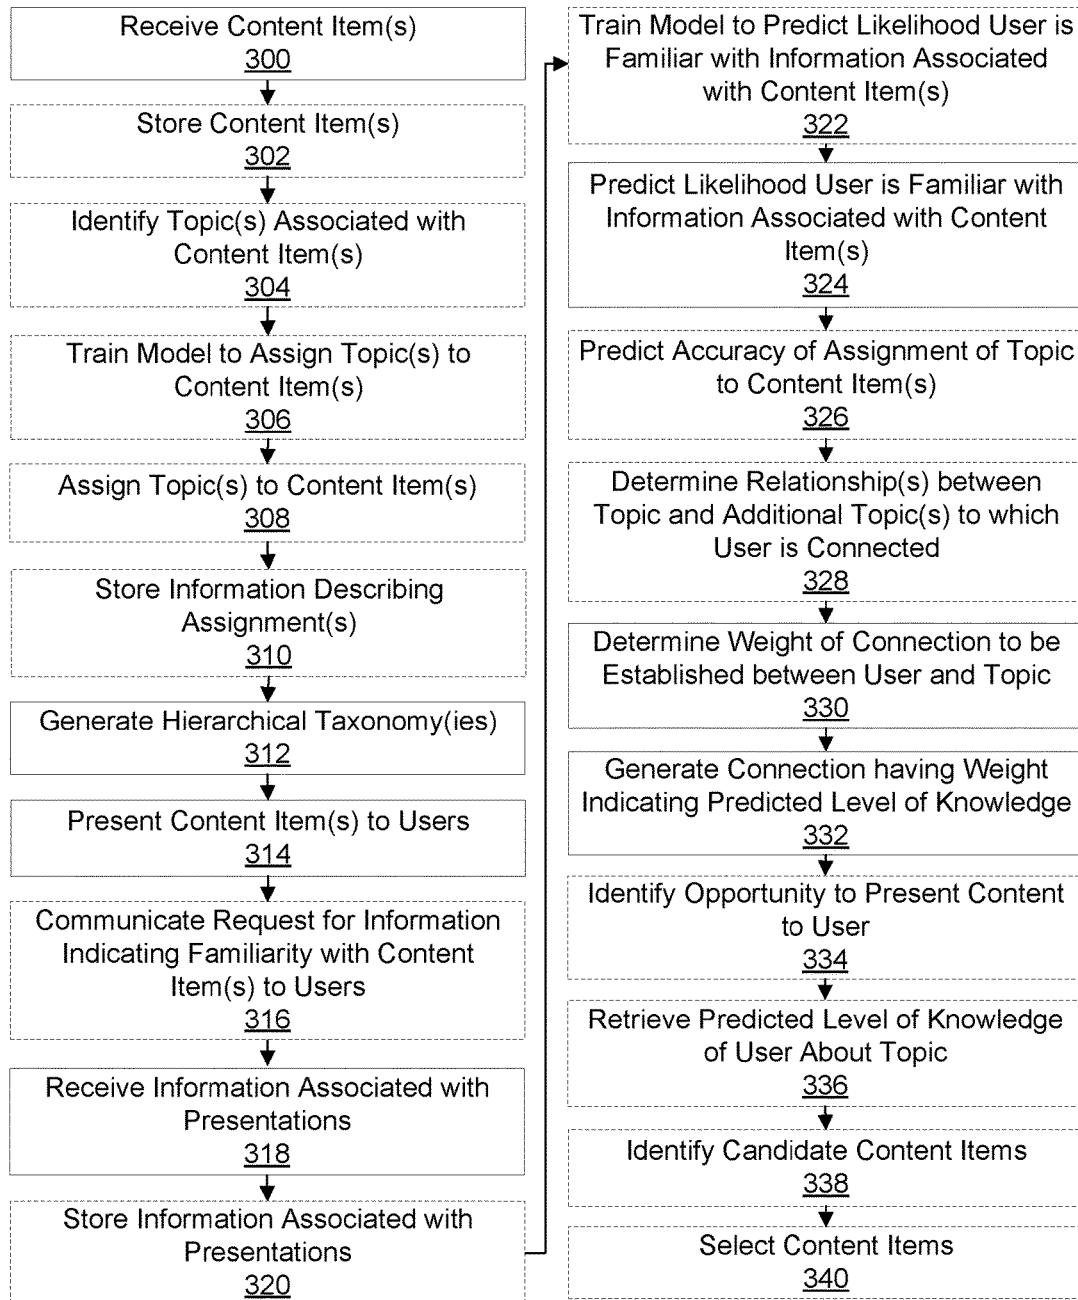 Receive Content Item(s)
300
Store Content Item(s)
302
Identify Topic(s) Associated with
Content Item(s)
304
Train Model to Assign Topic(s) to
Content Item(s)
306
Assign Topic(s) to Content Item(s)
308
Store Information Describing
Assignment(s)
310
Generate Hierarchical Taxonomy(ies)
312
Present Content Item(s) to Users
314
Communicate Request for Information
Indicating Familiarity with Content
Item(s) to Users
316
Receive Information Associated with
Presentations
318
Store Information Associated with
Presentations
320
Train Model to Predict Likelihood User is
Familiar with Information Associated
with Content Item(s)
322
Predict Likelihood User is Familiar with
Information Associated with Content
Item(s)
324
Predict Accuracy of Assignment of Topic
to Content Item(s)
326
Determine Relationship(s) between
Topic and Additional Topic(s) to which
User is Connected
328
Determine Weight of Connection to be
Established between User and Topic
330
Generate Connection having Weight
Indicating Predicted Level of Knowledge
332
Identify Opportunity to Present Content
to User
334
Retrieve Predicted Level of Knowledge
of User About Topic
336
Identify Candidate Content Items
338
Select Content Items
340